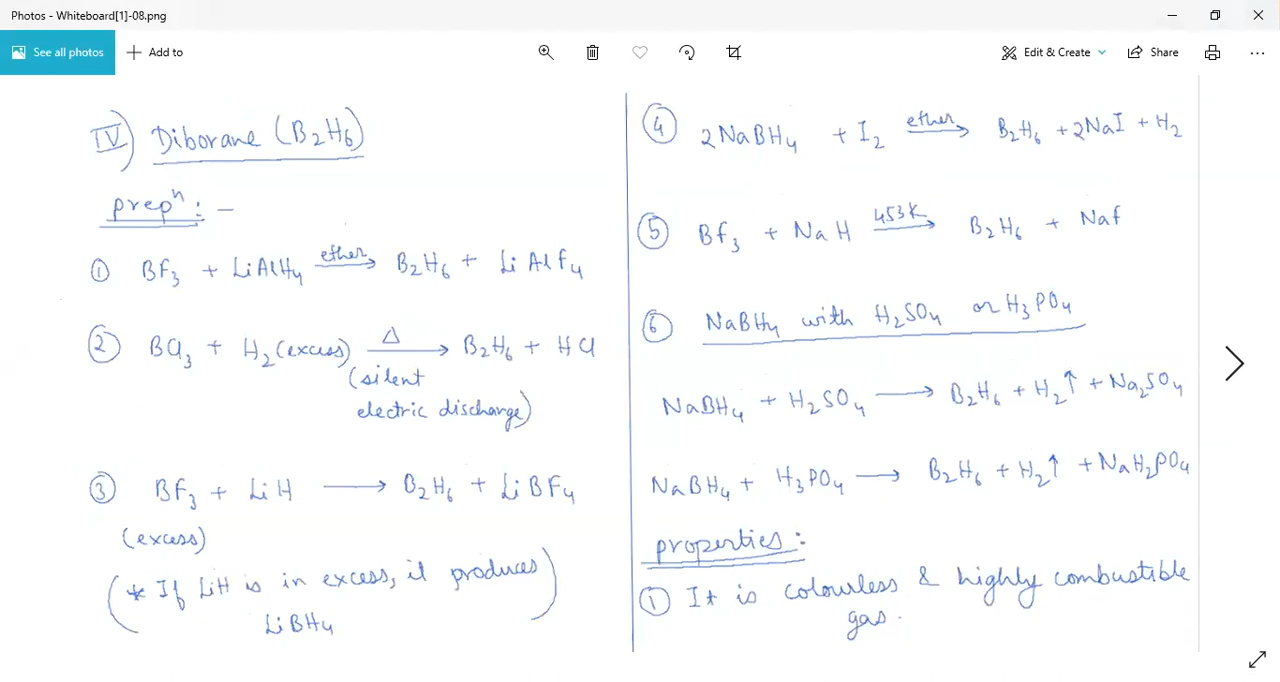 Photos - Whiteboard[1]-08.png
See all photos
Add to
Edit & Create
Share
IV) Diborane (B2H6)
prepn : -
① BF3 + LiAlH4 ether→ B2H6 + LiAlF4
② BCl3 + H2 (excess) Δ→ B2H6 + HCl
(silent
electric discharge)
③ BF3 + LiH → B2H6 + LiBF4
(excess)
(* If LiH is in excess, it produces
LiBH4)
④ 2NaBH4 + I2 ether→ B2H6 + 2NaI + H2
⑤ Bf3 + NaH 453K→ B2H6 + Naf
⑥ NaBH4 with H2SO4 or H3PO4
NaBH4 + H2SO4 → B2H6 + H2↑ + Na2SO4
NaBH4 + H3PO4 → B2H6 + H2↑ + NaH2PO4
properties :
① It is colourless & highly combustible
gas.